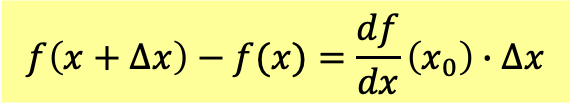 f(x + Δx) − f(x) = df/dx (x₀) · Δx